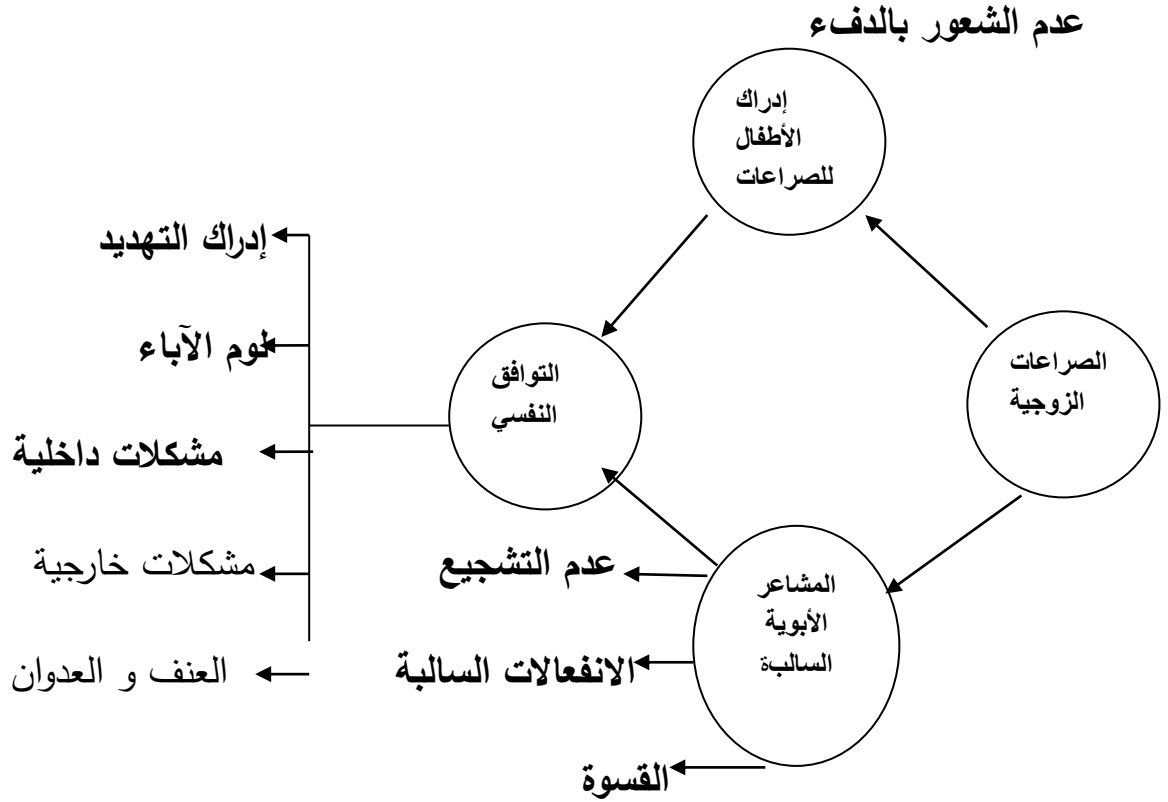 عدم الشعور بالدفء
إدراك
الأطفال
للصراعات
الصراعات
الزوجية
التوافق
النفسي
المشاعر
الأبوية
السالبة
إدراك التهديد
لوم الآباء
مشكلات داخلية
مشكلات خارجية
العنف و العدوان
عدم التشجيع
الانفعالات السالبة
القسوة